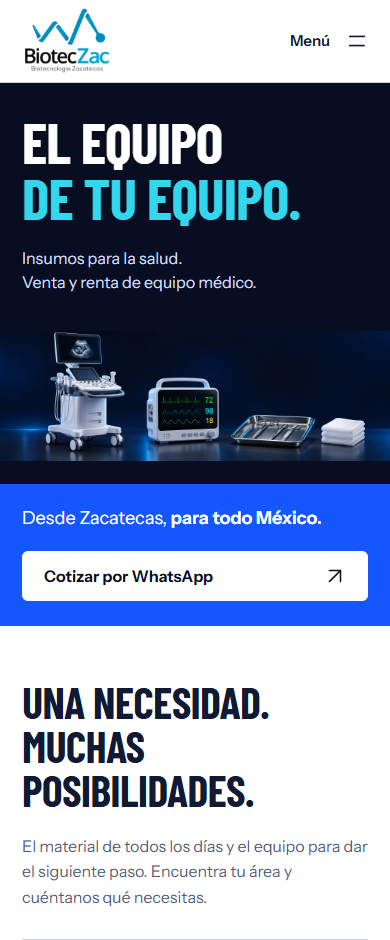 BiotecZac
Biotecnología Zacatecas
Menú
EL EQUIPO
DE TU EQUIPO.
Insumos para la salud.
Venta y renta de equipo médico.
72
98
18
Desde Zacatecas, para todo México.
Cotizar por WhatsApp
UNA NECESIDAD.
MUCHAS
POSIBILIDADES.
El material de todos los días y el equipo para dar
el siguiente paso. Encuentra tu área y
cuéntanos qué necesitas.